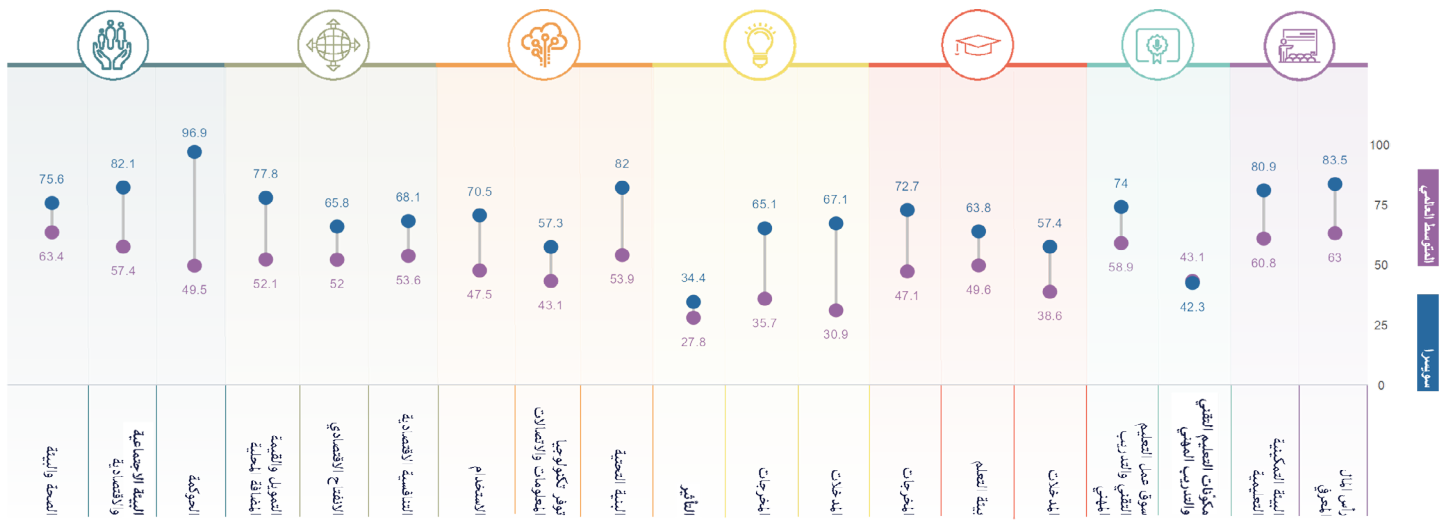 83.5
80.9
74
43.1
57.4
63.8
72.7
67.1
65.1
34.4
82
57.3
70.5
68.1
65.8
77.8
96.9
82.1
75.6
63
60.8
58.9
42.3
38.6
49.6
47.1
30.9
35.7
27.8
53.9
43.1
47.5
53.6
52
52.1
49.5
57.4
63.4
100
75
50
25
0
المتوسط العالمي
سويسرا
رأس المال
المعرفي
البيئة التمكينية
التعليمية
مكوّنات التعليم التقني
والتدريب المهني
سوق عمل التعليم
التقني والتدريب
المهني
المدخلات
بيئة التعلم
المخرجات
المدخلات
المخرجات
التأثير
البنية التحتية
توفر تكنولوجيا
المعلومات والاتصالات
الاستخدام
التنافسية الاقتصادية
الانفتاح الاقتصادي
التمويل والقيمة
المضافة المحلية
الحوكمة
البيئة الاجتماعية
والاقتصادية
الصحة والبيئة